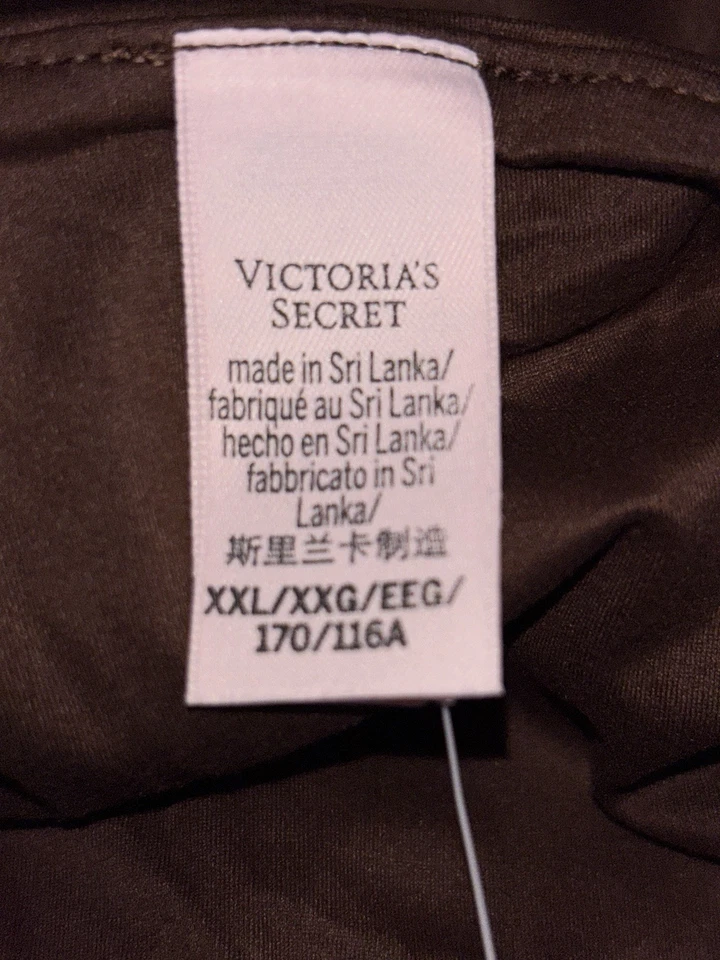 VICTORIA'S
SECRET
made in Sri Lanka/
fabriqué au Sri Lanka/
hecho en Sri Lanka/
fabbricato in Sri
Lanka/
斯里兰卡制造
XXL/XXG/EEG/
170/116A